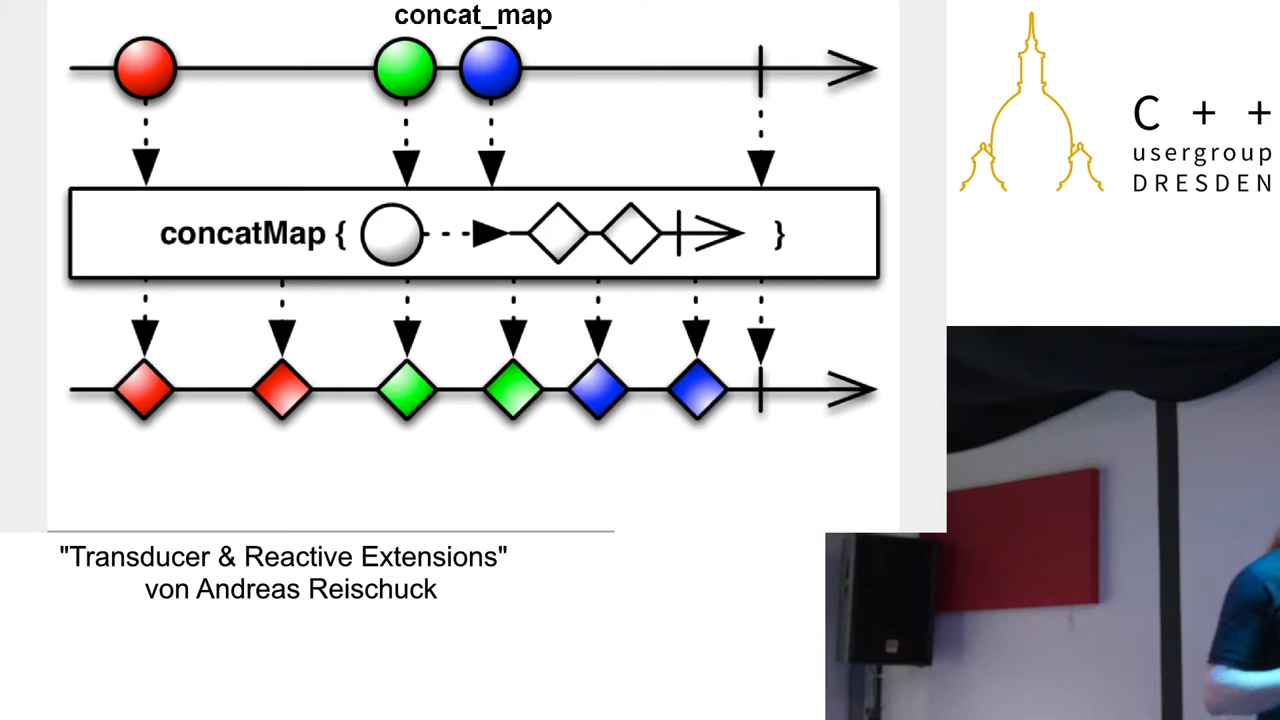 concat_map
concatMap { }
C + +
usergroup
DRESDEN
"Transducer & Reactive Extensions"
von Andreas Reischuck